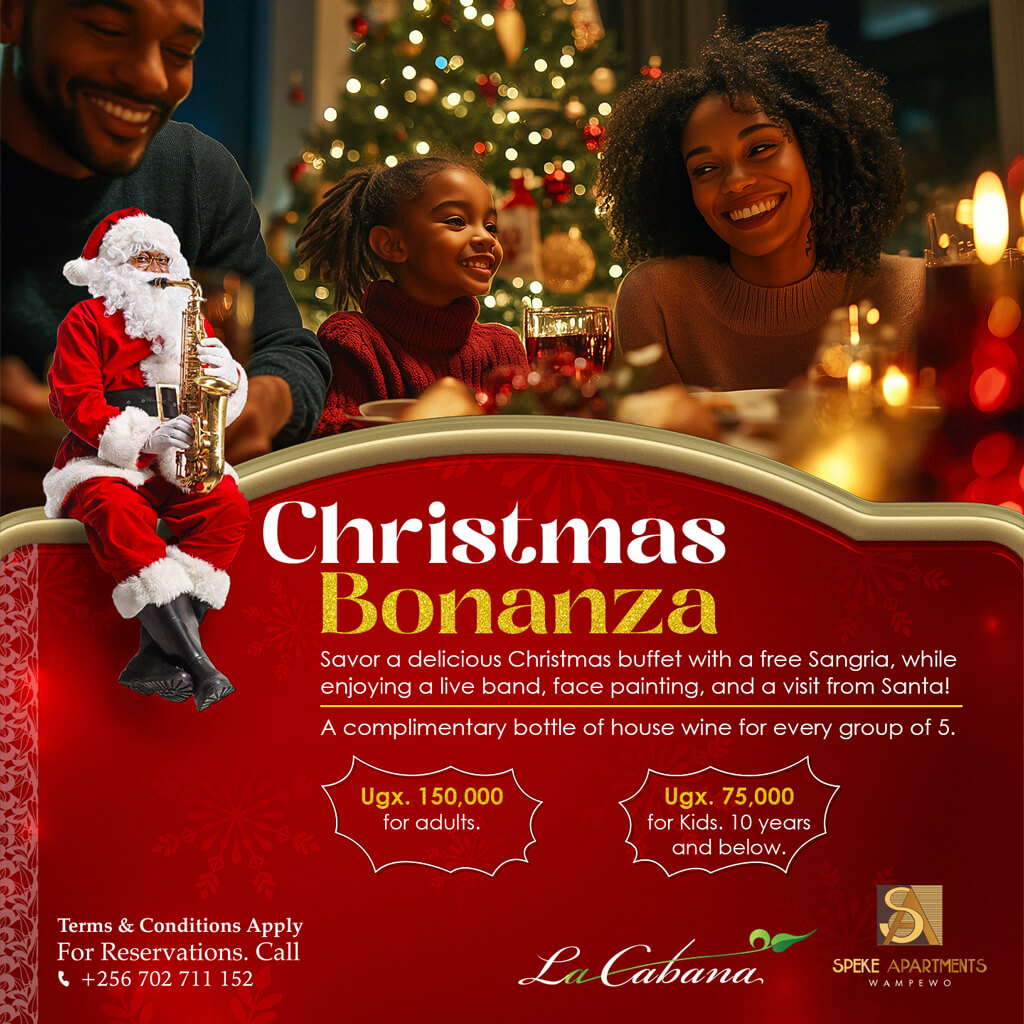 Christmas
Bonanza
Savor a delicious Christmas buffet with a free Sangria, while
enjoying a live band, face painting, and a visit from Santa!
A complimentary bottle of house wine for every group of 5.
Ugx. 150,000
for adults.
Ugx. 75,000
for Kids. 10 years
and below.
Terms & Conditions Apply
For Reservations. Call
+256 702 711 152
La Cabana
SA
SPEKE APARTMENTS
WAMPEWO